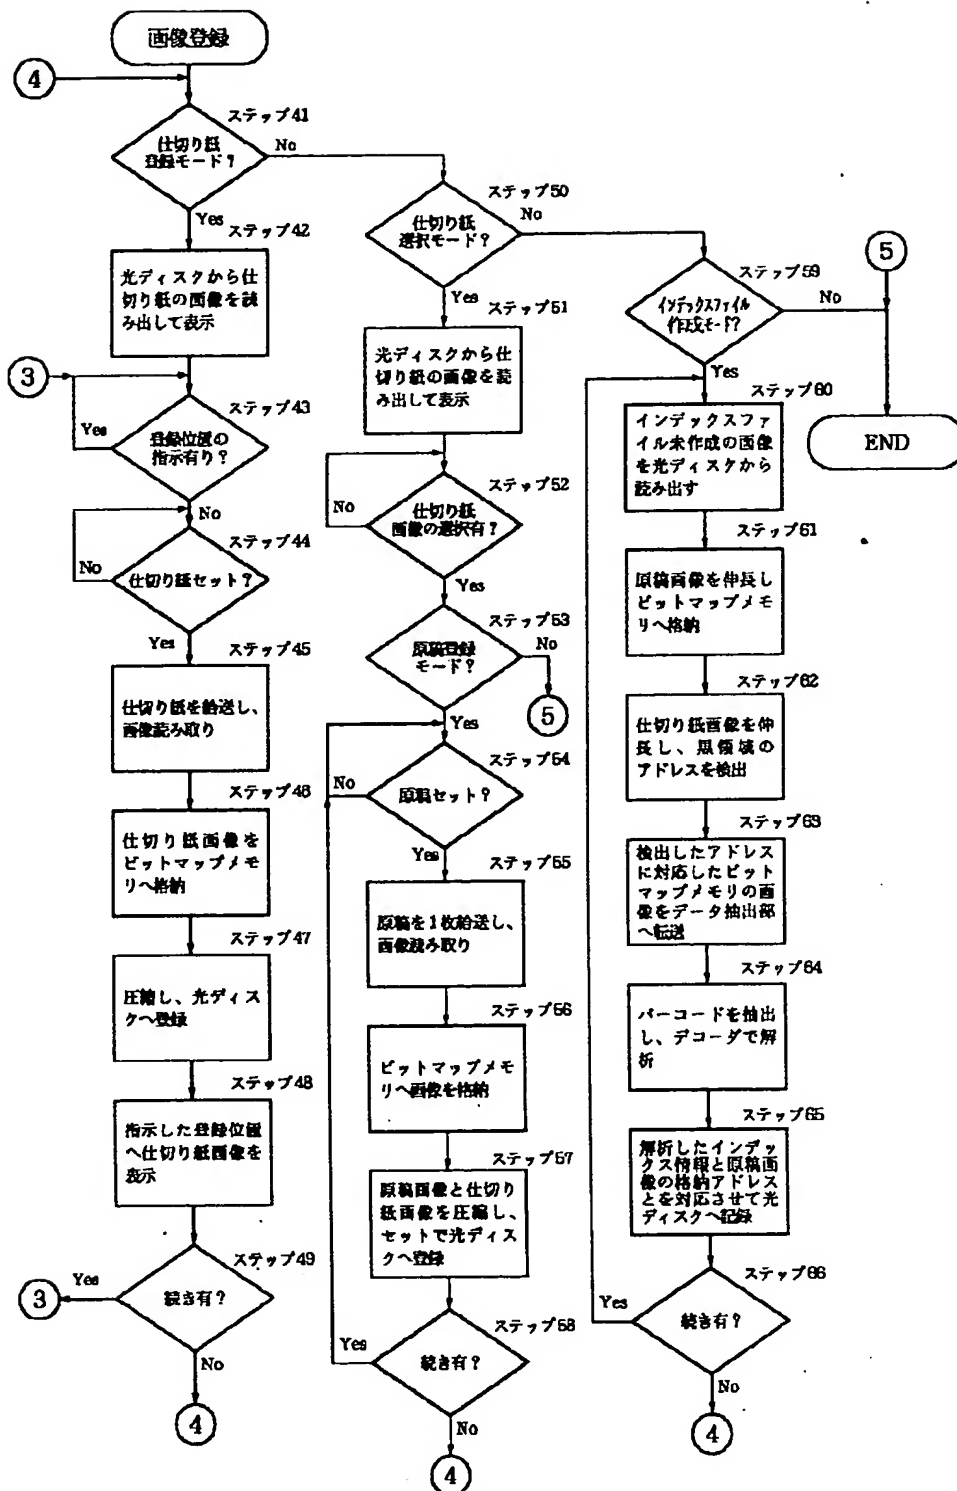 画像登録
4
ステップ41
仕切り紙
登録モード?
No
Yes
ステップ42
光ディスクから仕
切り紙の画像を読
み出して表示
3
ステップ43
Yes
登録位置の
指示有り?
No
ステップ44
No
仕切り紙セット?
Yes
ステップ45
仕切り紙を給送し、
画像読み取り
ステップ46
仕切り紙画像を
ビットマップメモ
リへ格納
ステップ47
圧縮し、光ディス
クへ登録
ステップ48
指示した登録位置
へ仕切り紙画像を
表示
ステップ49
Yes
続き有?
3
No
4
ステップ50
仕切り紙
選択モード?
No
Yes
ステップ51
光ディスクから仕
切り紙の画像を読
み出して表示
ステップ52
仕切り紙
画像の選択有?
No
Yes
ステップ53
原稿登録
モード?
No
5
Yes
ステップ54
No
原稿セット?
Yes
ステップ55
原稿を1枚給送し、
画像読み取り
ステップ56
ビットマップメモ
リへ画像を格納
ステップ57
原稿画像と仕切り
紙画像を圧縮し、
セットで光ディス
クへ登録
ステップ58
Yes
続き有?
No
4
ステップ59
インデックスファイル
作成モード?
No
5
END
Yes
ステップ60
インデックスファ
イル未作成の画像
を光ディスクから
読み出す
ステップ61
原稿画像を伸長し
ビットマップメモ
リへ格納
ステップ62
仕切り紙画像を伸
長し、黒領域の
アドレスを検出
ステップ63
検出したアドレス
に対応したビット
マップメモリの画
像をデータ抽出部
へ転送
ステップ64
バーコードを抽出
し、デコーダで解
析
ステップ65
解析したインデッ
クス情報と原稿画
像の格納アドレス
とを対応させて光
ディスクへ記録
ステップ66
Yes
続き有?
No
4